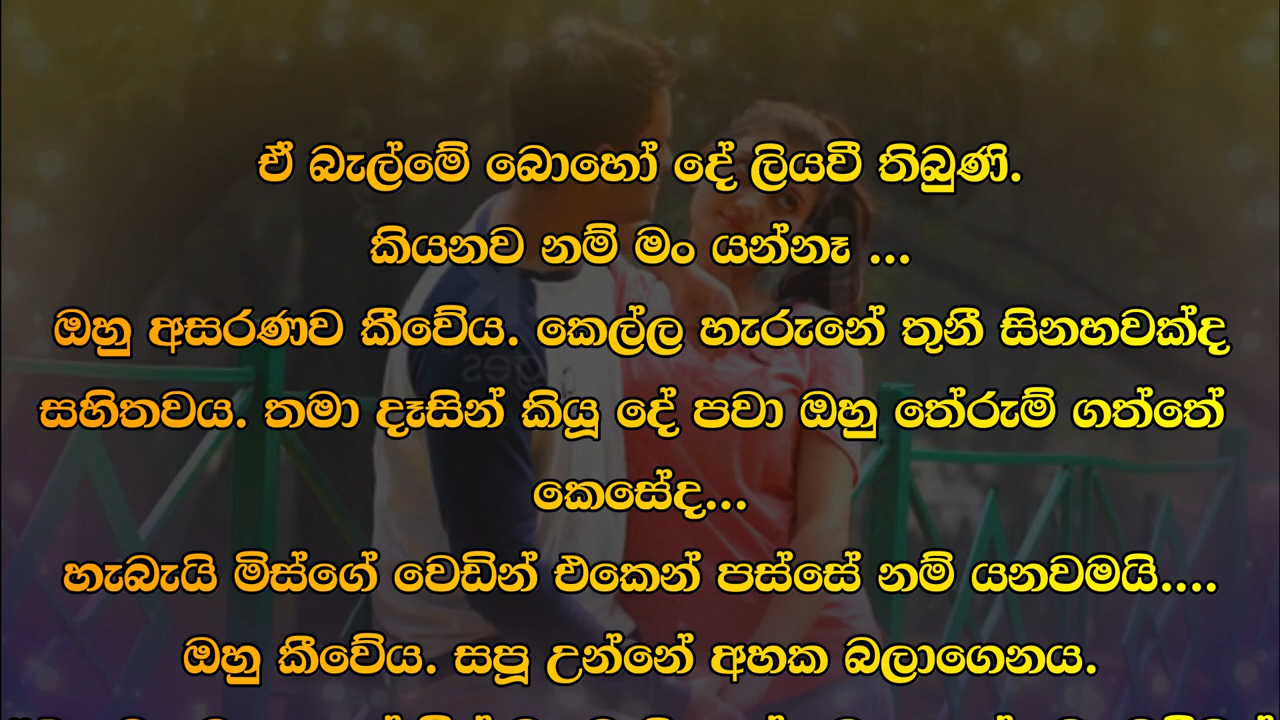 ඒ බැල්මේ බොහෝ දේ ලියවී තිබුණි.
කියනව නම් මං යන්නෑ ...
ඔහු අසරණව කීවේය. කෙල්ල හැරුනේ තුනී සිනහවක්ද
සහිතවය. තමා දෑසින් කියූ දේ පවා ඔහු තේරුම් ගත්තේ
කෙසේද...
හැබැයි මිස්ගේ වෙඩින් එකෙන් පස්සේ නම් යනවමයි....
ඔහු කීවේය. සපූ උන්නේ අහක බලාගෙනය.